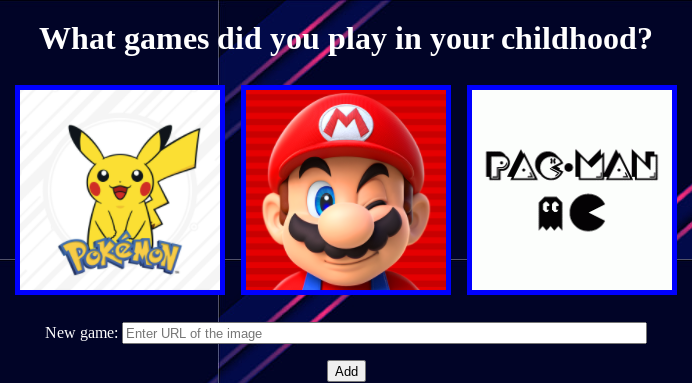 What games did you play in your childhood?
POKéMON
M
PAC-MAN
New game: Enter URL of the image
Add